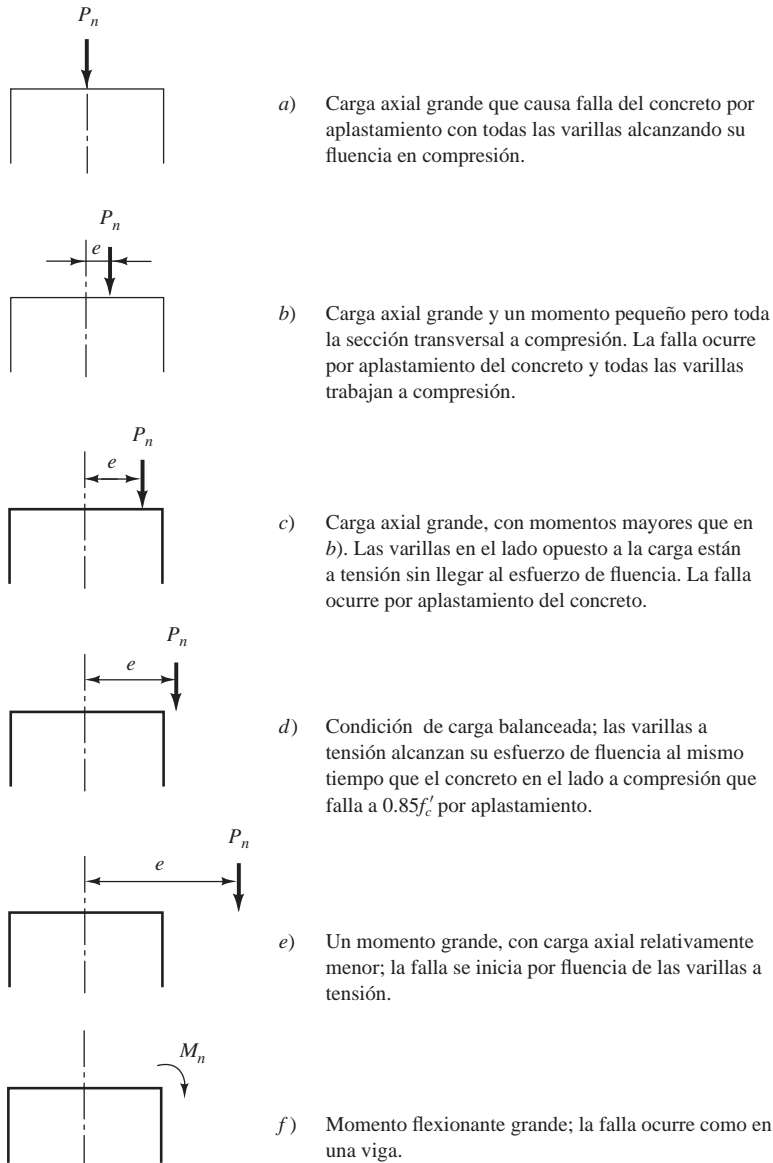 P_n
a) Carga axial grande que causa falla del concreto por
aplastamiento con todas las varillas alcanzando su
fluencia en compresión.
P_n
e
b) Carga axial grande y un momento pequeño pero toda
la sección transversal a compresión. La falla ocurre
por aplastamiento del concreto y todas las varillas
trabajan a compresión.
P_n
e
c) Carga axial grande, con momentos mayores que en
b). Las varillas en el lado opuesto a la carga están
a tensión sin llegar al esfuerzo de fluencia. La falla
ocurre por aplastamiento del concreto.
P_n
e
d) Condición de carga balanceada; las varillas a
tensión alcanzan su esfuerzo de fluencia al mismo
tiempo que el concreto en el lado a compresión que
falla a 0.85f'_c por aplastamiento.
P_n
e
e) Un momento grande, con carga axial relativamente
menor; la falla se inicia por fluencia de las varillas a
tensión.
M_n
f) Momento flexionante grande; la falla ocurre como en
una viga.